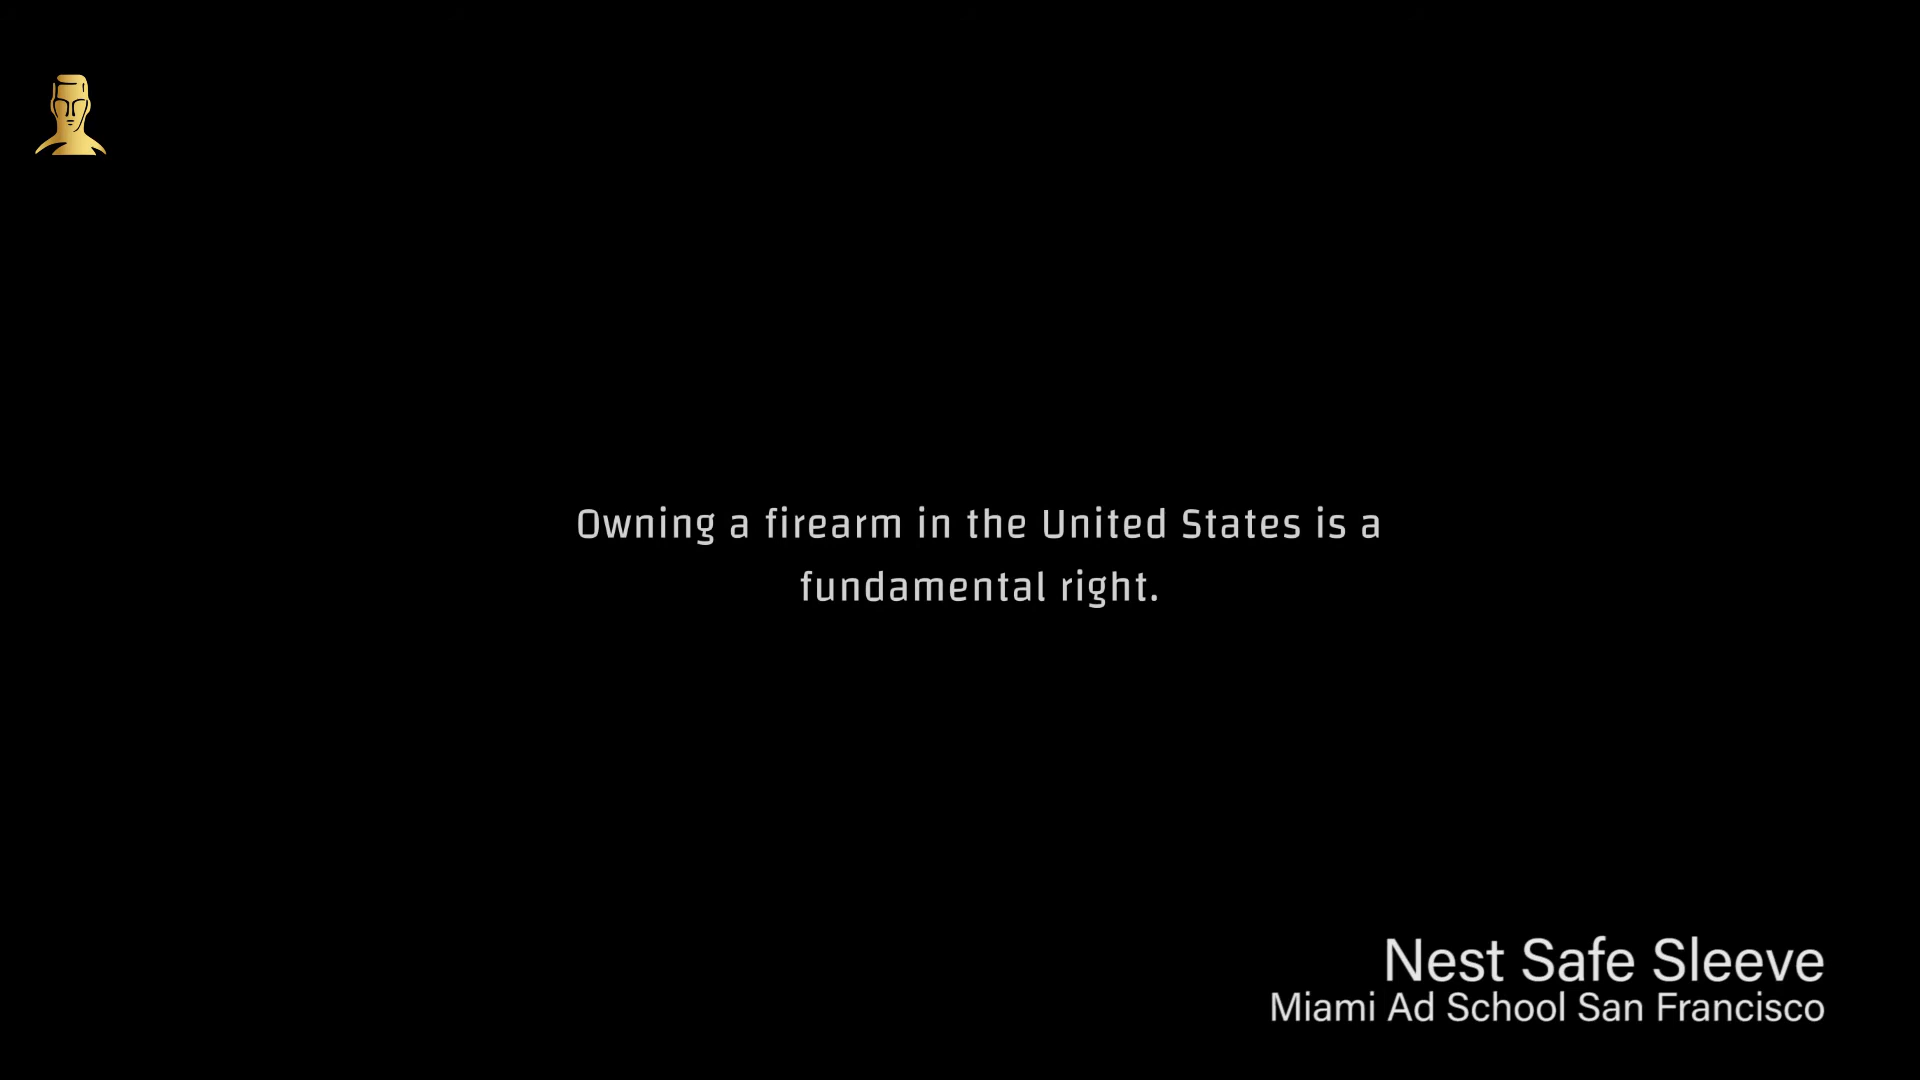 Owning a firearm in the United States is a
fundamental right.
Nest Safe Sleeve
Miami Ad School San Francisco